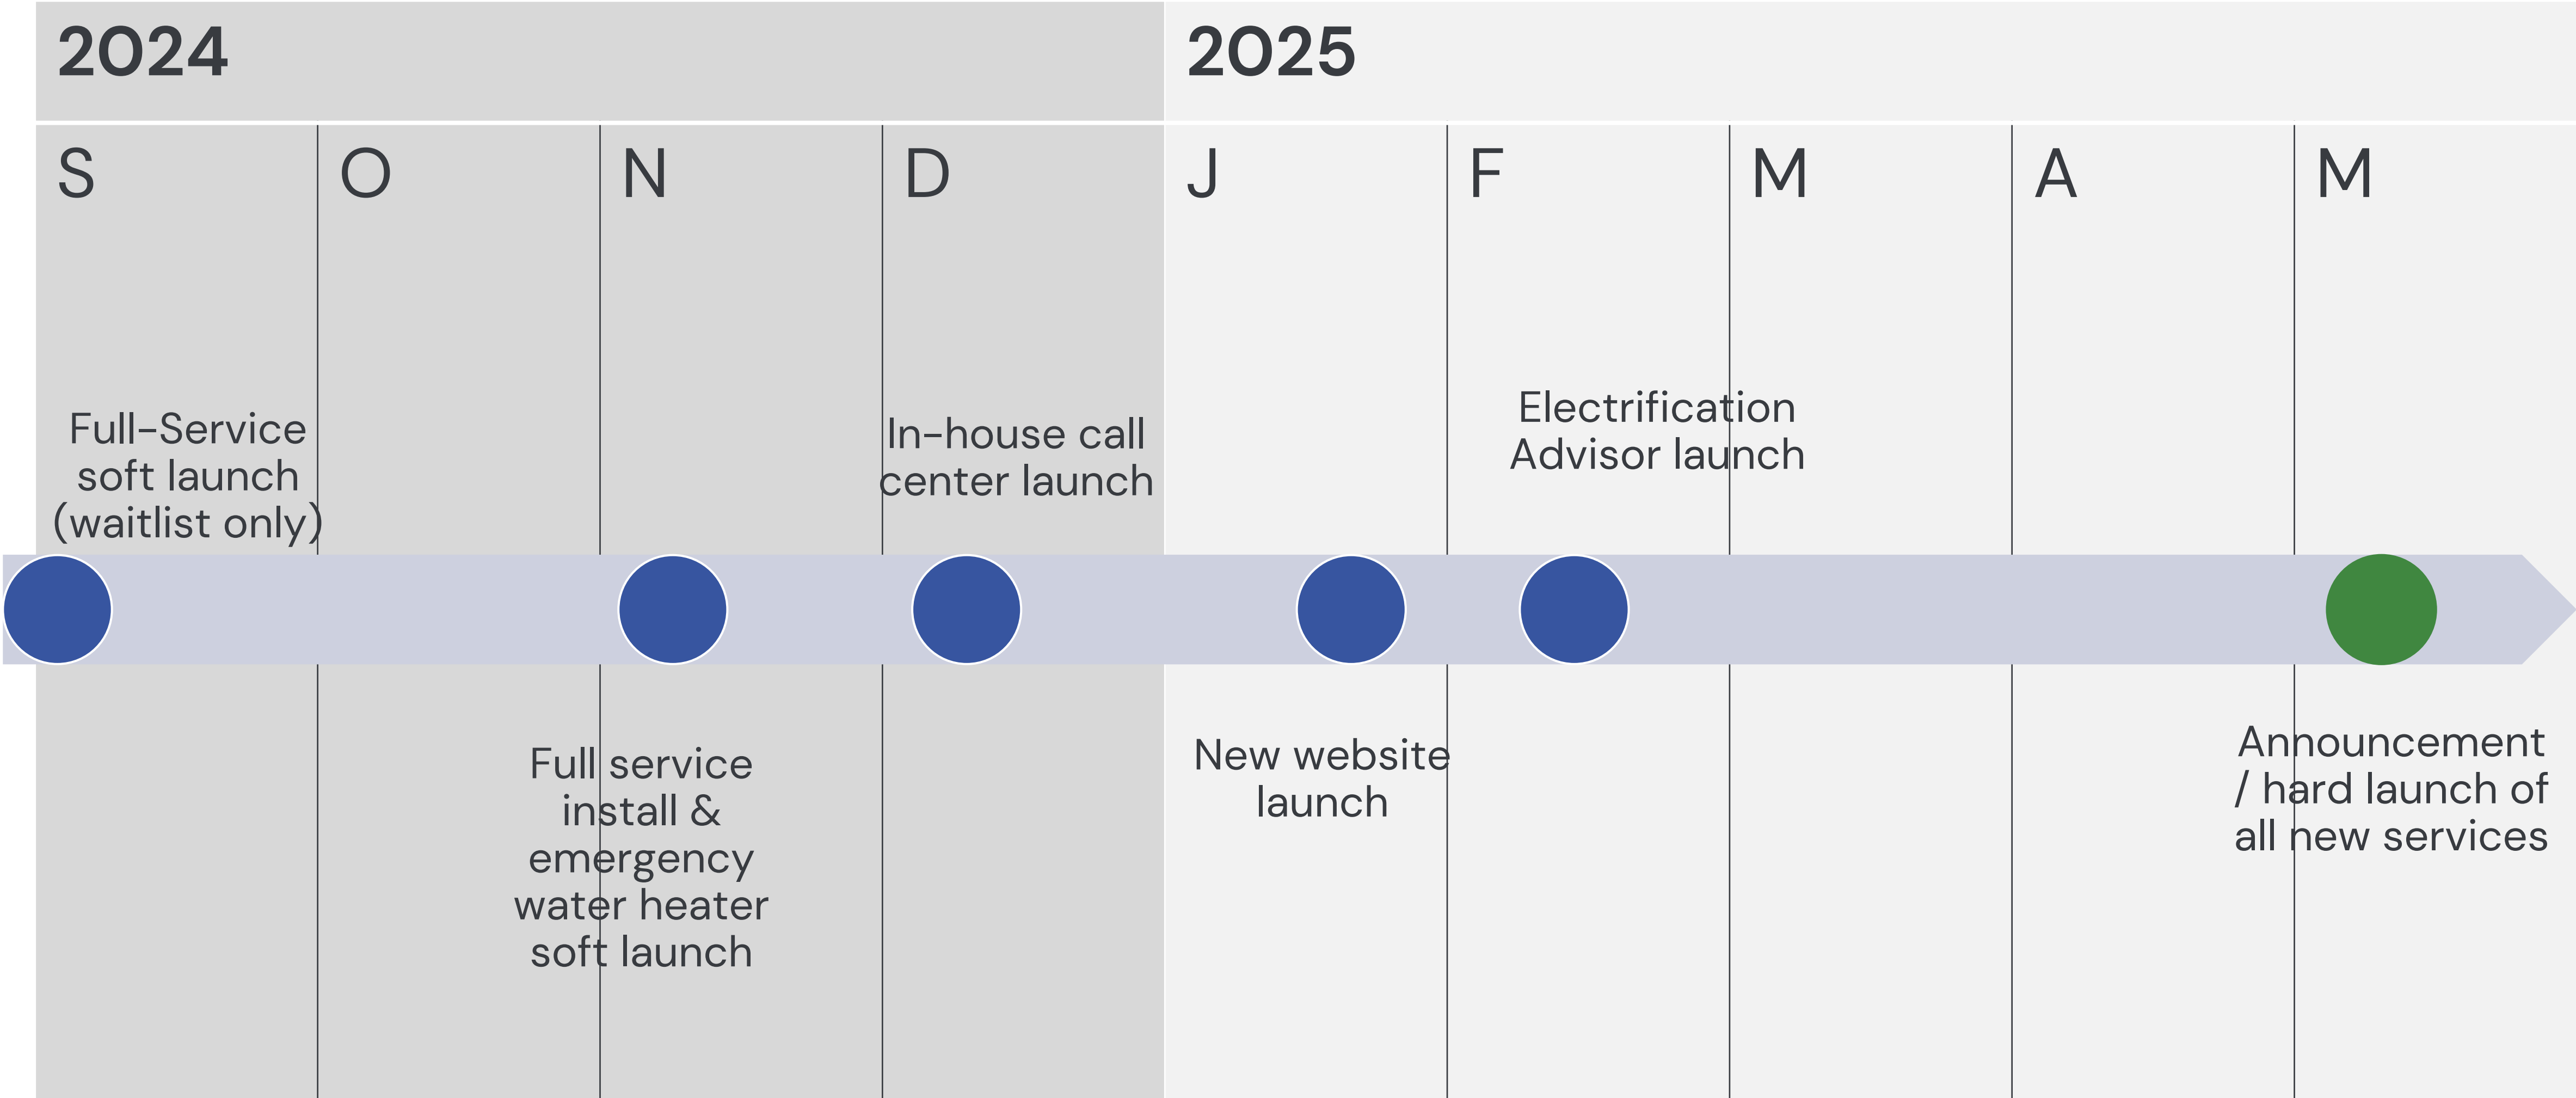 2024
2025
S
O
N
D
J
F
M
A
M
Full-Service
soft launch
(waitlist only)
In-house call
center launch
Electrification
Advisor launch
Full service
install &
emergency
water heater
soft launch
New website
launch
Announcement
/ hard launch of
all new services